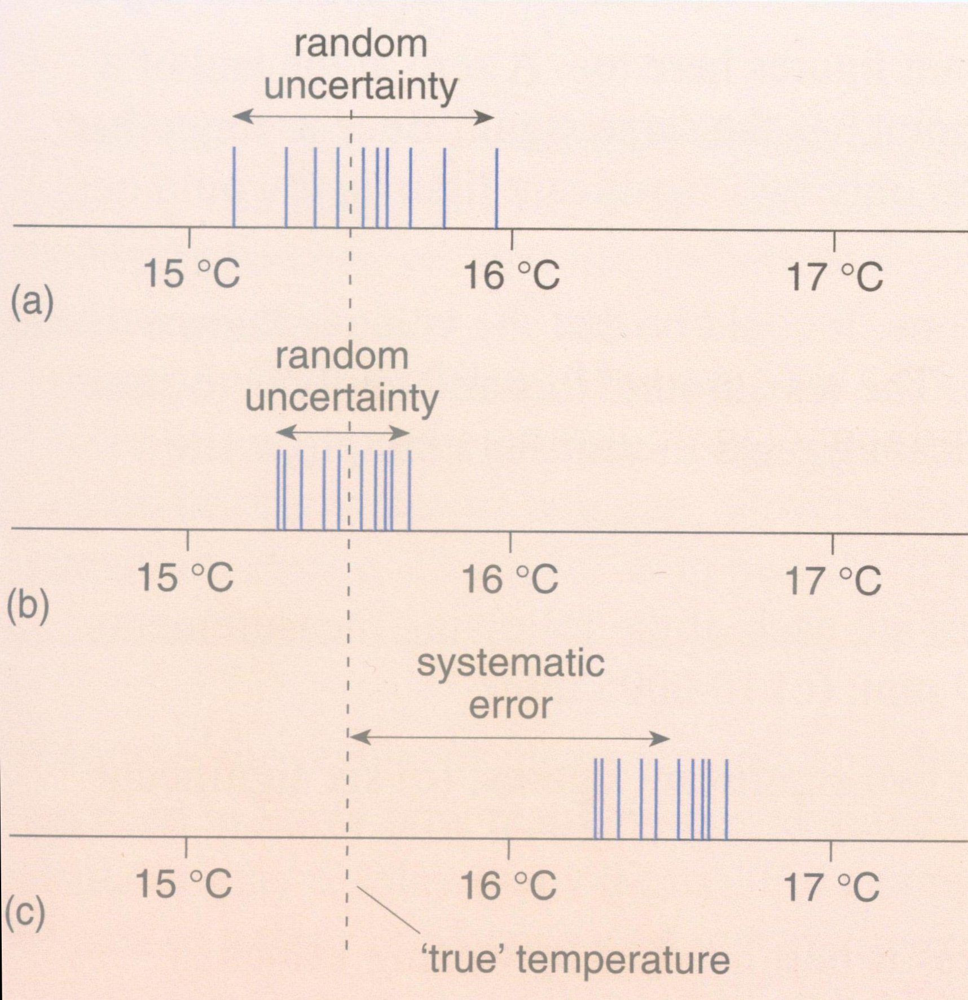 random
uncertainty
15 °C 16 °C 17 °C
(a)
random
uncertainty
15 °C 16 °C 17 °C
(b)
systematic
error
15 °C 16 °C 17 °C
(c)
‘true’ temperature